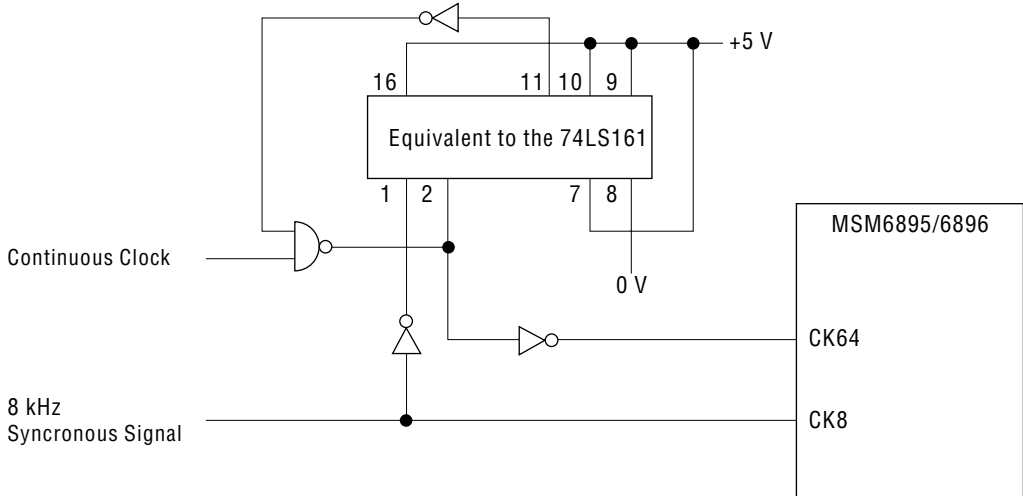 +5 V
16
11
10
9
Equivalent to the 74LS161
1
2
7
8
MSM6895/6896
Continuous Clock
0 V
CK64
8 kHz
Syncronous Signal
CK8